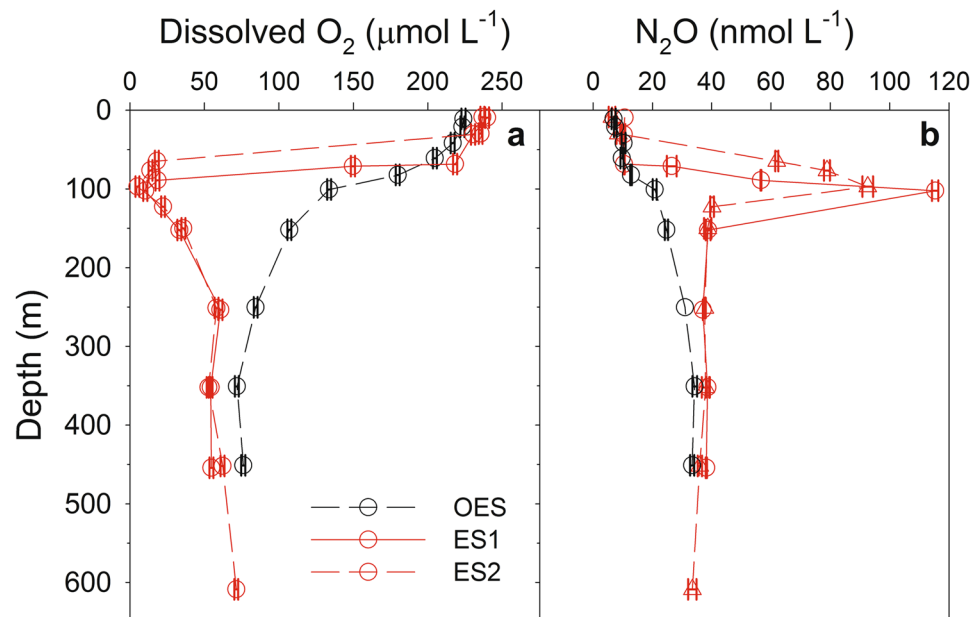 Dissolved O₂ (μmol L⁻¹) N₂O (nmol L⁻¹)
0 50 100 150 200 250 0 20 40 60 80 100 120
0
100
200
300
400
500
600
Depth (m)
a
b
OES
ES1
ES2